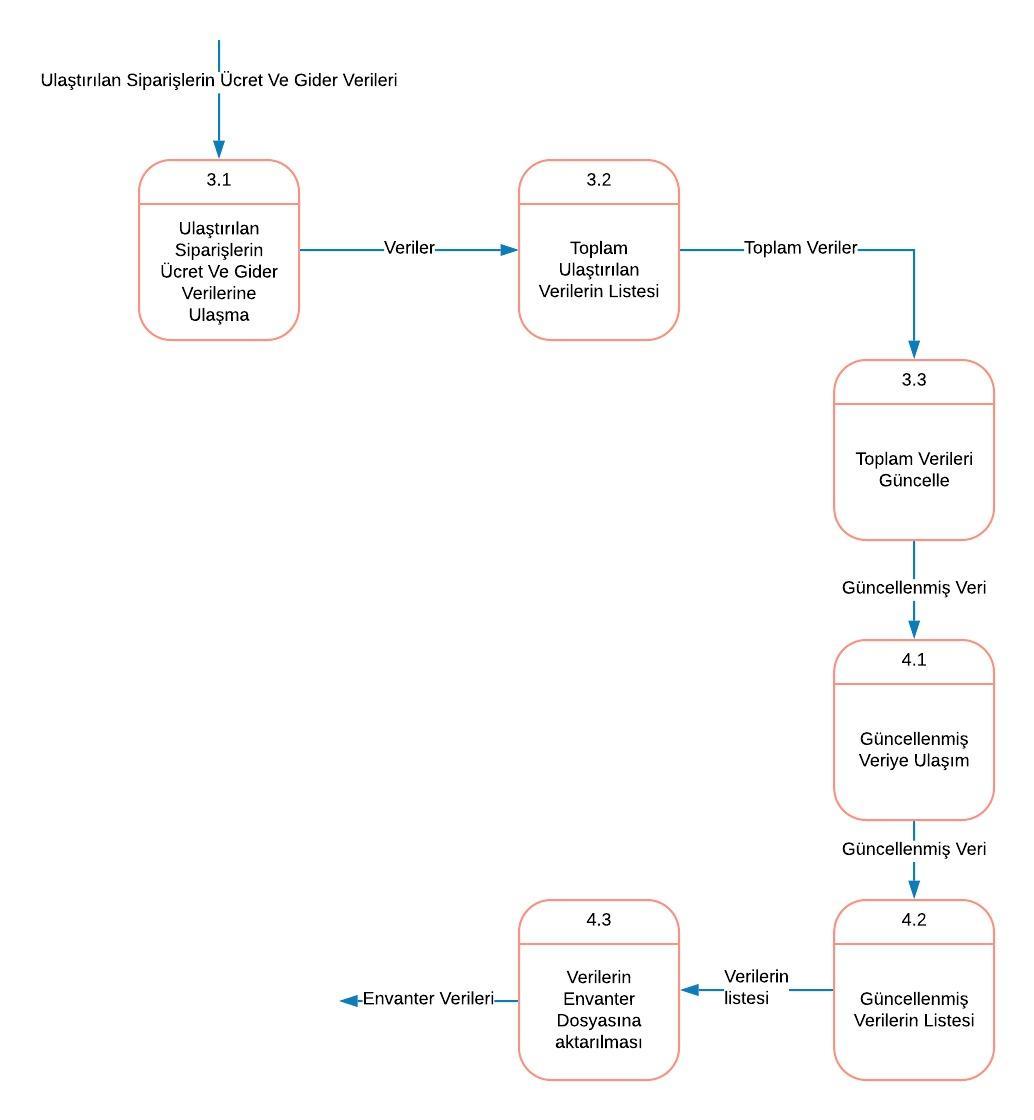 Ulaştırılan Siparişlerin Ücret Ve Gider Verileri
3.1
Ulaştırılan
Siparişlerin
Ücret Ve Gider
Verilerine
Ulaşma
Veriler
3.2
Toplam
Ulaştırılan
Verilerin Listesi
Toplam Veriler
3.3
Toplam Verileri
Güncelle
Güncellenmiş Veri
4.1
Güncellenmiş
Veriye Ulaşım
Güncellenmiş Veri
4.2
Güncellenmiş
Verilerin Listesi
Verilerin
listesi
4.3
Verilerin
Envanter
Dosyasına
aktarılması
Envanter Verileri